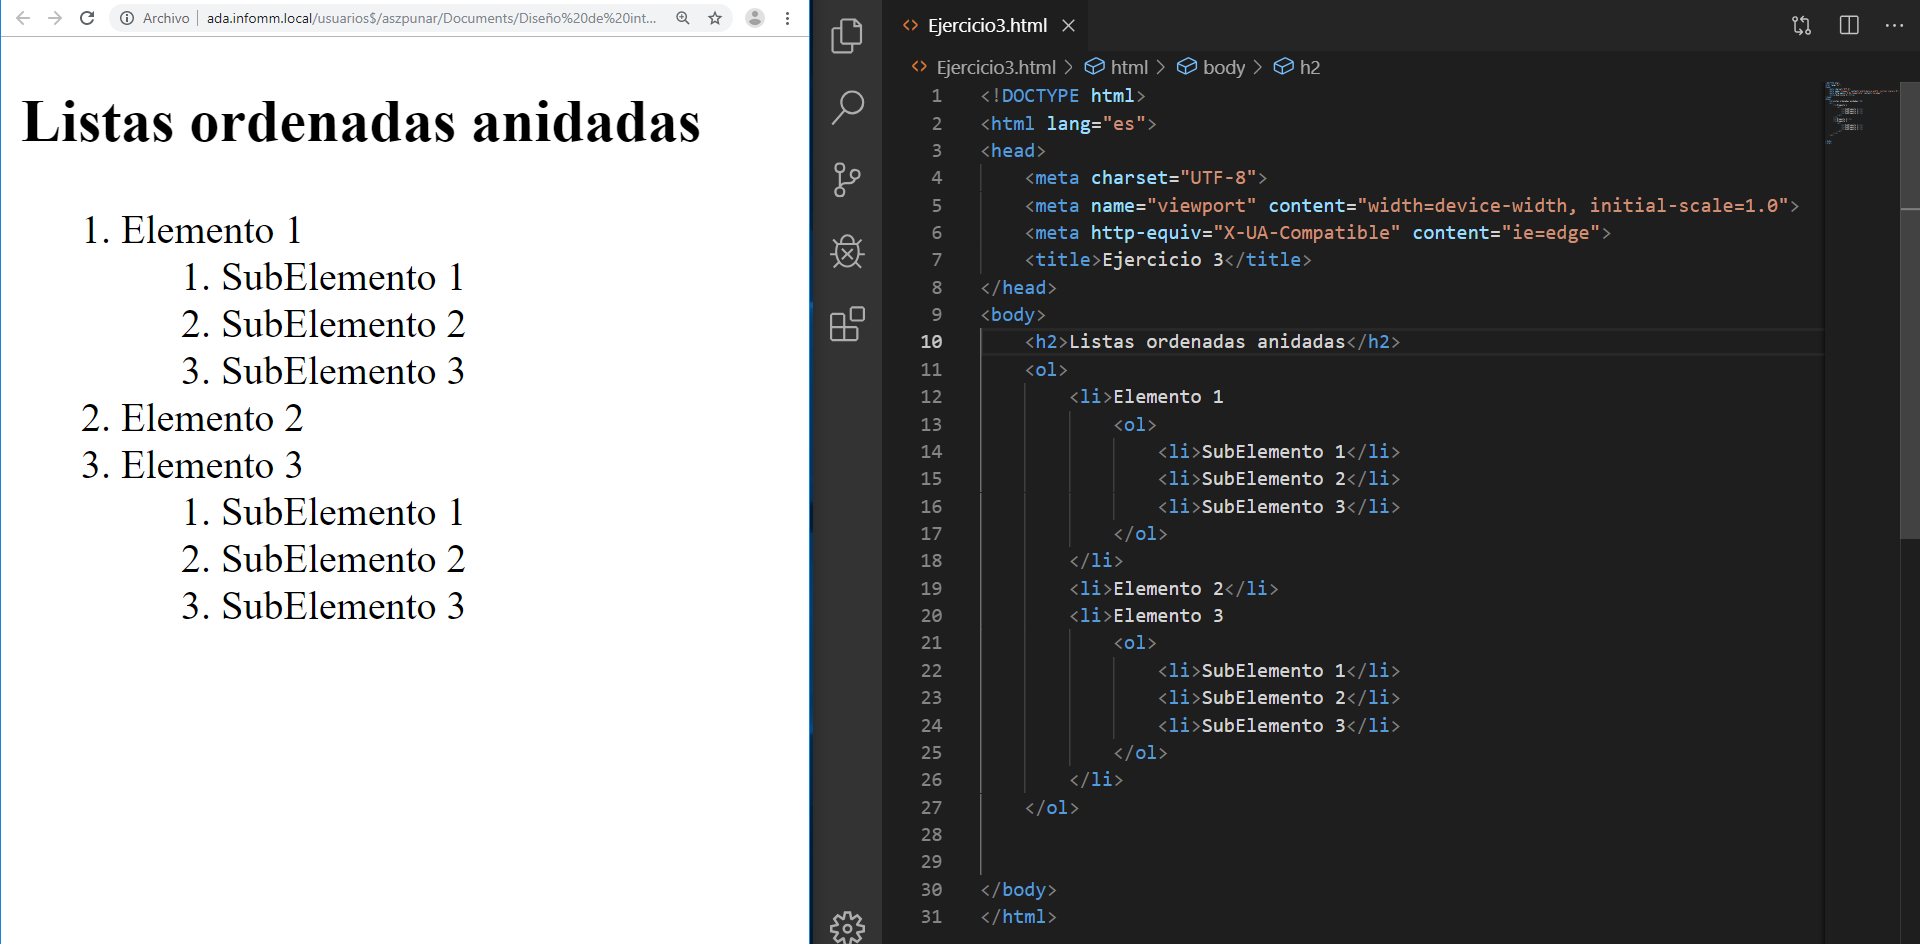 Archivo ada.infomm.local/usuarios$/aszpunar/Documents/Diseño%20de%20int...
Listas ordenadas anidadas
1. Elemento 1
1. SubElemento 1
2. SubElemento 2
3. SubElemento 3
2. Elemento 2
3. Elemento 3
1. SubElemento 1
2. SubElemento 2
3. SubElemento 3
Ejercicio3.html
Ejercicio3.html > html > body > h2
1 <!DOCTYPE html>
2 <html lang="es">
3 <head>
4 <meta charset="UTF-8">
5 <meta name="viewport" content="width=device-width, initial-scale=1.0">
6 <meta http-equiv="X-UA-Compatible" content="ie=edge">
7 <title>Ejercicio 3</title>
8 </head>
9 <body>
10 <h2>Listas ordenadas anidadas</h2>
11 <ol>
12 <li>Elemento 1
13 <ol>
14 <li>SubElemento 1</li>
15 <li>SubElemento 2</li>
16 <li>SubElemento 3</li>
17 </ol>
18 </li>
19 <li>Elemento 2</li>
20 <li>Elemento 3
21 <ol>
22 <li>SubElemento 1</li>
23 <li>SubElemento 2</li>
24 <li>SubElemento 3</li>
25 </ol>
26 </li>
27 </ol>
28
29
30 </body>
31 </html>